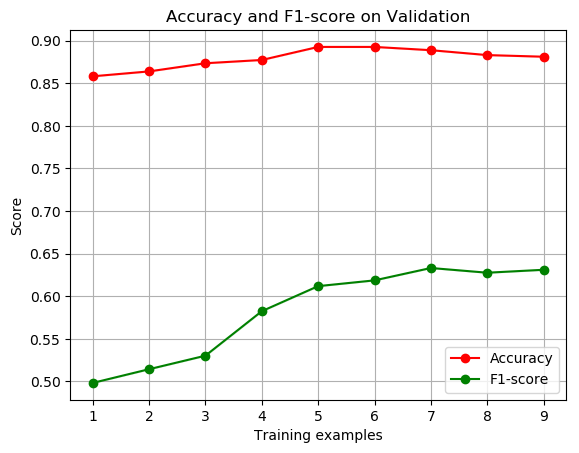 Accuracy and F1-score on Validation
0.90
0.85
0.80
0.75
0.70
0.65
0.60
0.55
0.50
Score
Accuracy
F1-score
1 2 3 4 5 6 7 8 9
Training examples